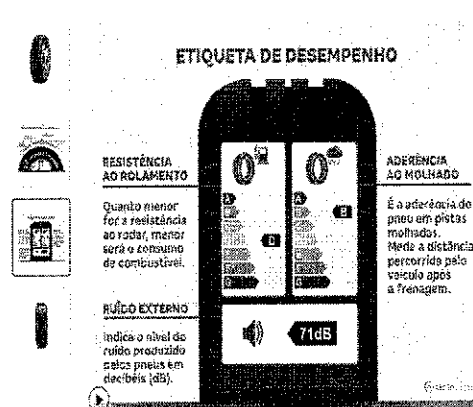 ETIQUETA DE DESEMPENHO
RESISTÊNCIA
AO ROLAMENTO
Quanto menor
for a resistência
ao rodar, menor
será o consumo
de combustível.
RUÍDO EXTERNO
Indica o nível do
ruído produzido
pelos pneus em
decibéis (dB).
A
D
A
B
71dB
ADERÊNCIA
AO MOLHADO
É a aderência do
pneu em pistas
molhadas.
Mede a distância
percorrida pelo
veículo após
a frenagem.